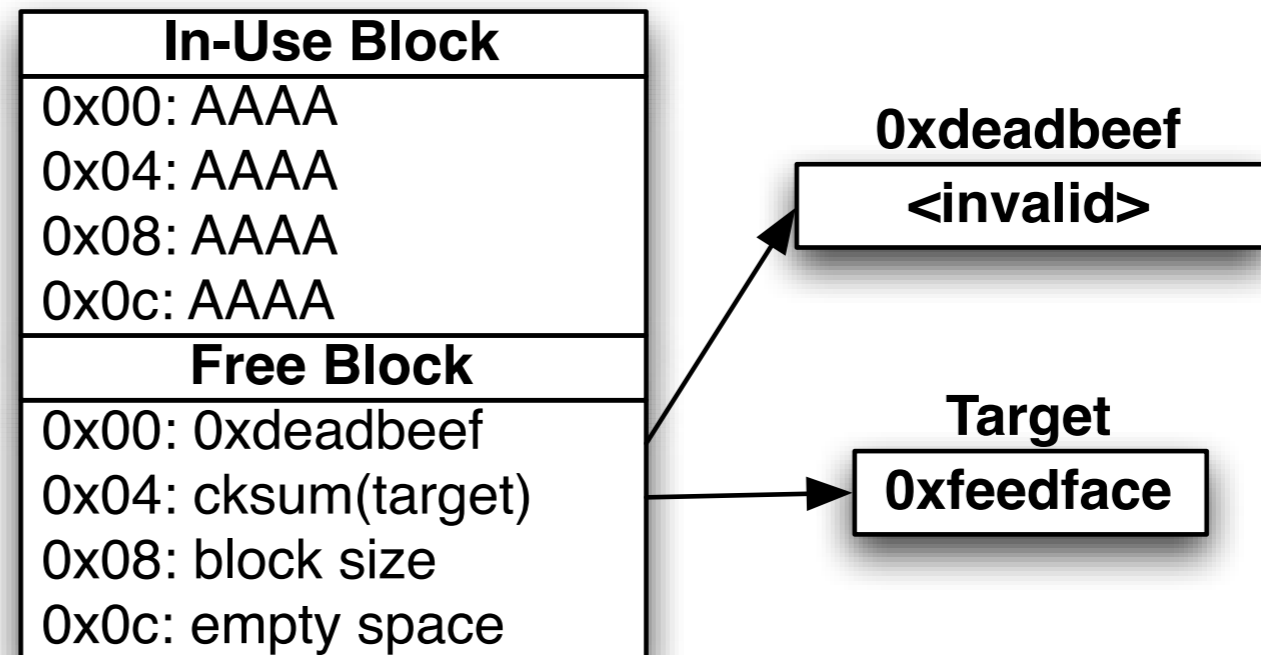 In-Use Block
0x00: AAAA
0x04: AAAA
0x08: AAAA
0x0c: AAAA
Free Block
0x00: 0xdeadbeef
0x04: cksum(target)
0x08: block size
0x0c: empty space
0xdeadbeef
<invalid>
Target
0xfeedface